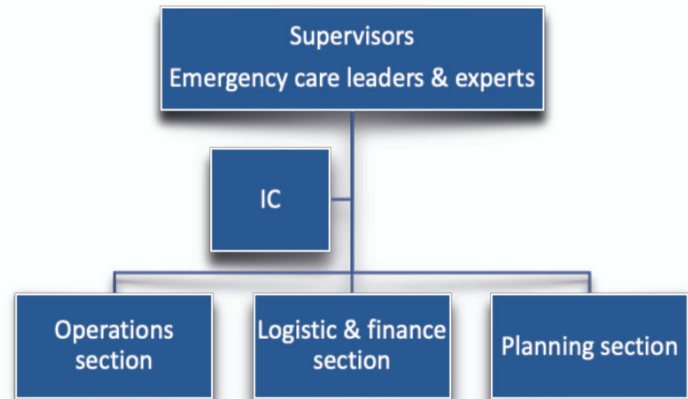 Supervisors
Emergency care leaders & experts
IC
Operations
section
Logistic & finance
section
Planning section